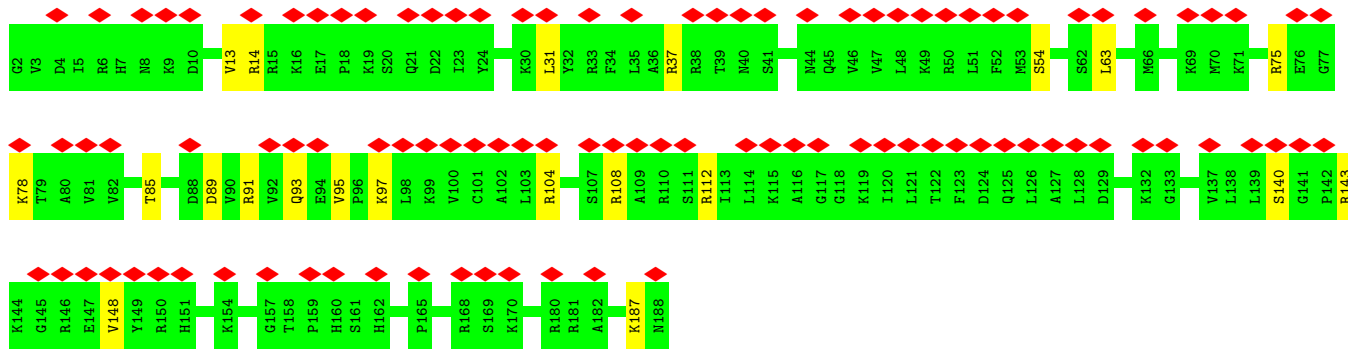 G2 V3 D4 I5 R6 H7 N8 K9 D10 V13 R14 R15 K16 E17 P18 K19 S20 Q21 D22 I23 Y24 K30 L31 Y32 R33 F34 L35 A36 R37 R38 T39 N40 S41 N44 Q45 V46 V47 L48 K49 R50 L51 F52 M53 S54 S62 L63 M66 K69 M70 K71 R75 E76 G77
K78 T79 A80 V81 V82 T85 D88 D89 V90 R91 V92 Q93 E94 V95 P96 K97 L98 K99 V100 C101 A102 L103 R104 S107 R108 A109 R110 S111 R112 I113 L114 K115 A116 G117 G118 K119 I120 L121 T122 F123 D124 Q125 L126 A127 L128 D129 K132 G133 V137 L138 L139 S140 G141 P142 R143
K144 G145 R146 E147 V148 Y149 R150 H151 K154 G157 T158 P159 H160 S161 H162 P165 R168 S169 K170 R180 R181 A182 K187 N188